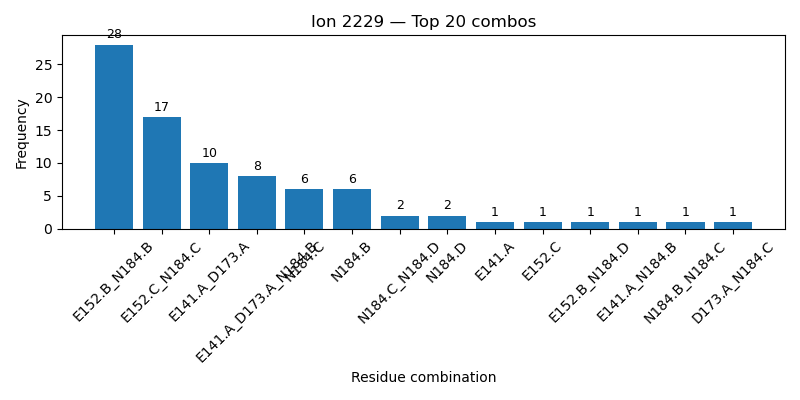 Ion 2229 — Top 20 combos
Frequency
25
20
15
10
5
0
28
17
10
8
6
6
2
2
1
1
1
1
1
1
E152.B_N184.B
E152.C_N184.C
E141.A_D173.A
E141.A_D173.A_N184.B
N184.C
N184.B
N184.C_N184.D
N184.D
E141.A
E152.C
E152.B_N184.D
E141.A_N184.B
N184.B_N184.C
D173.A_N184.C
Residue combination